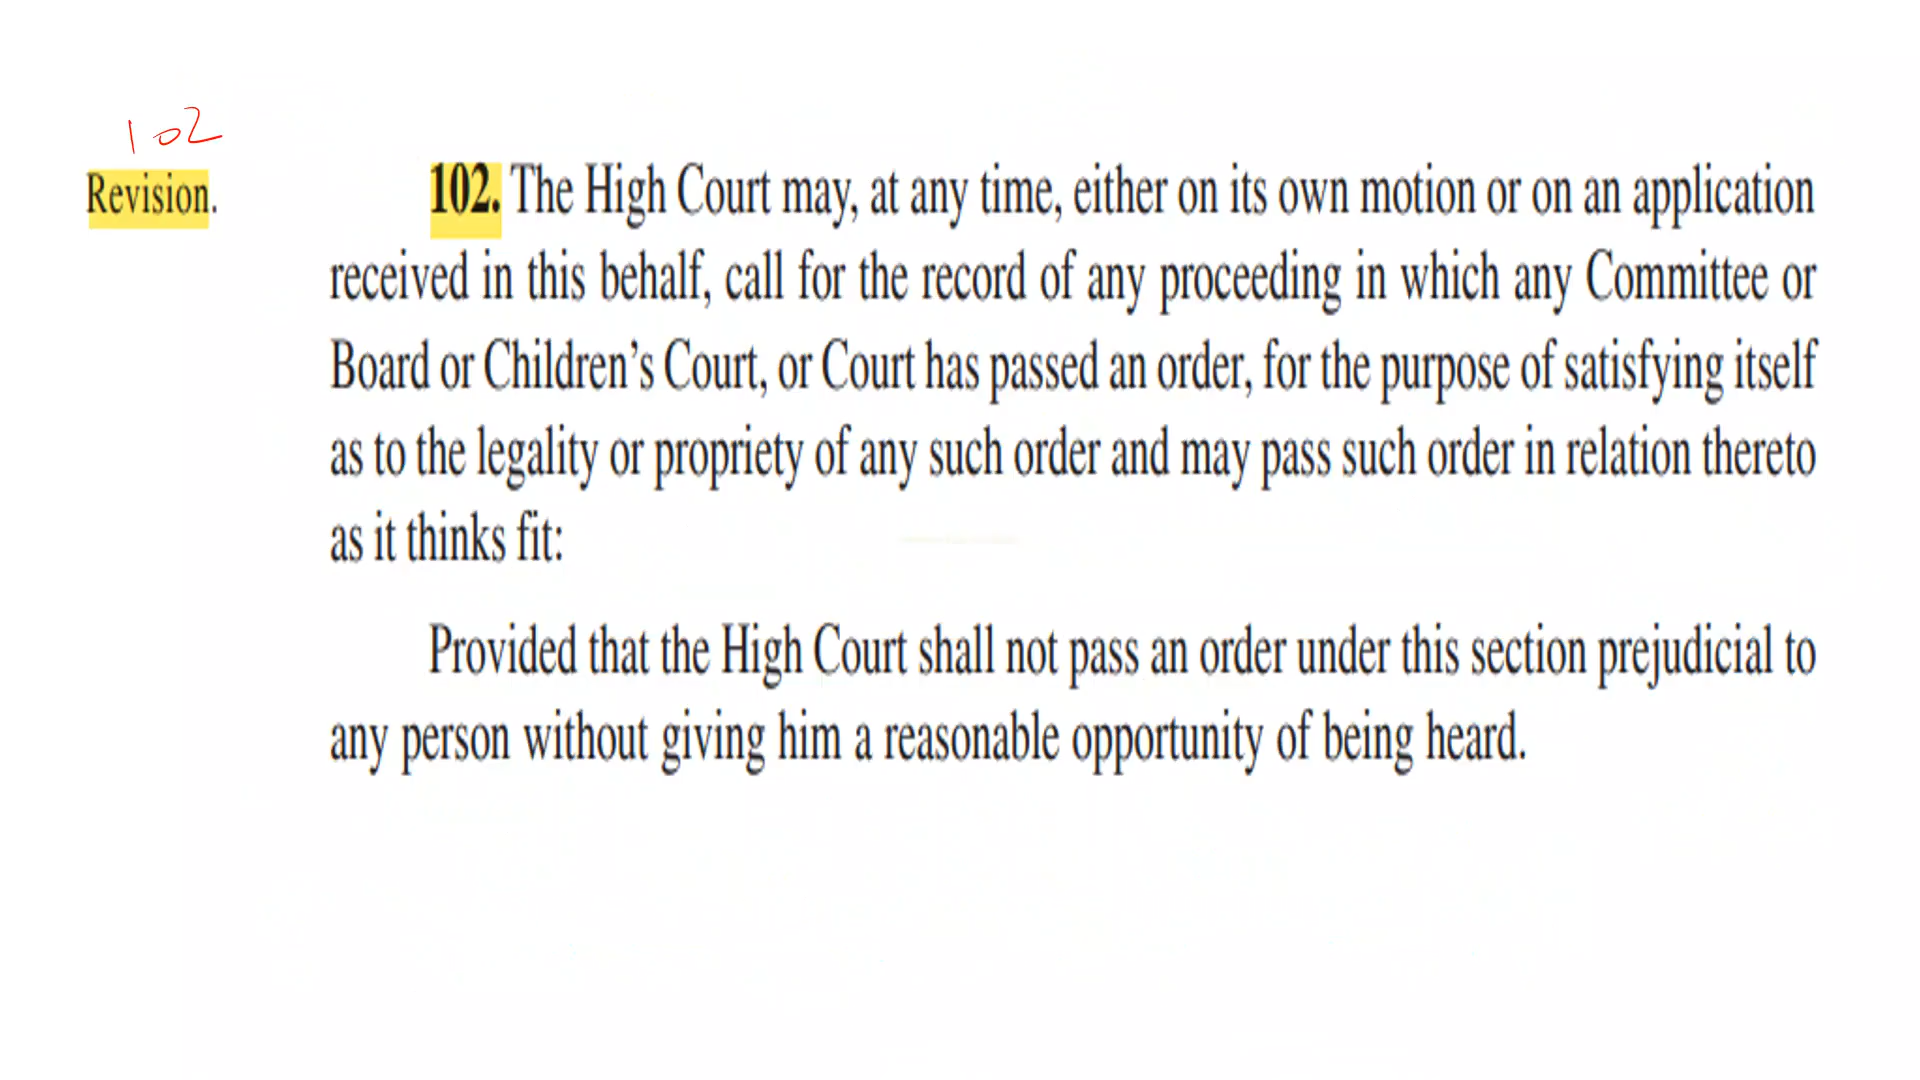 102
Revision.
102. The High Court may, at any time, either on its own motion or on an application
received in this behalf, call for the record of any proceeding in which any Committee or
Board or Children’s Court, or Court has passed an order, for the purpose of satisfying itself
as to the legality or propriety of any such order and may pass such order in relation thereto
as it thinks fit:
Provided that the High Court shall not pass an order under this section prejudicial to
any person without giving him a reasonable opportunity of being heard.